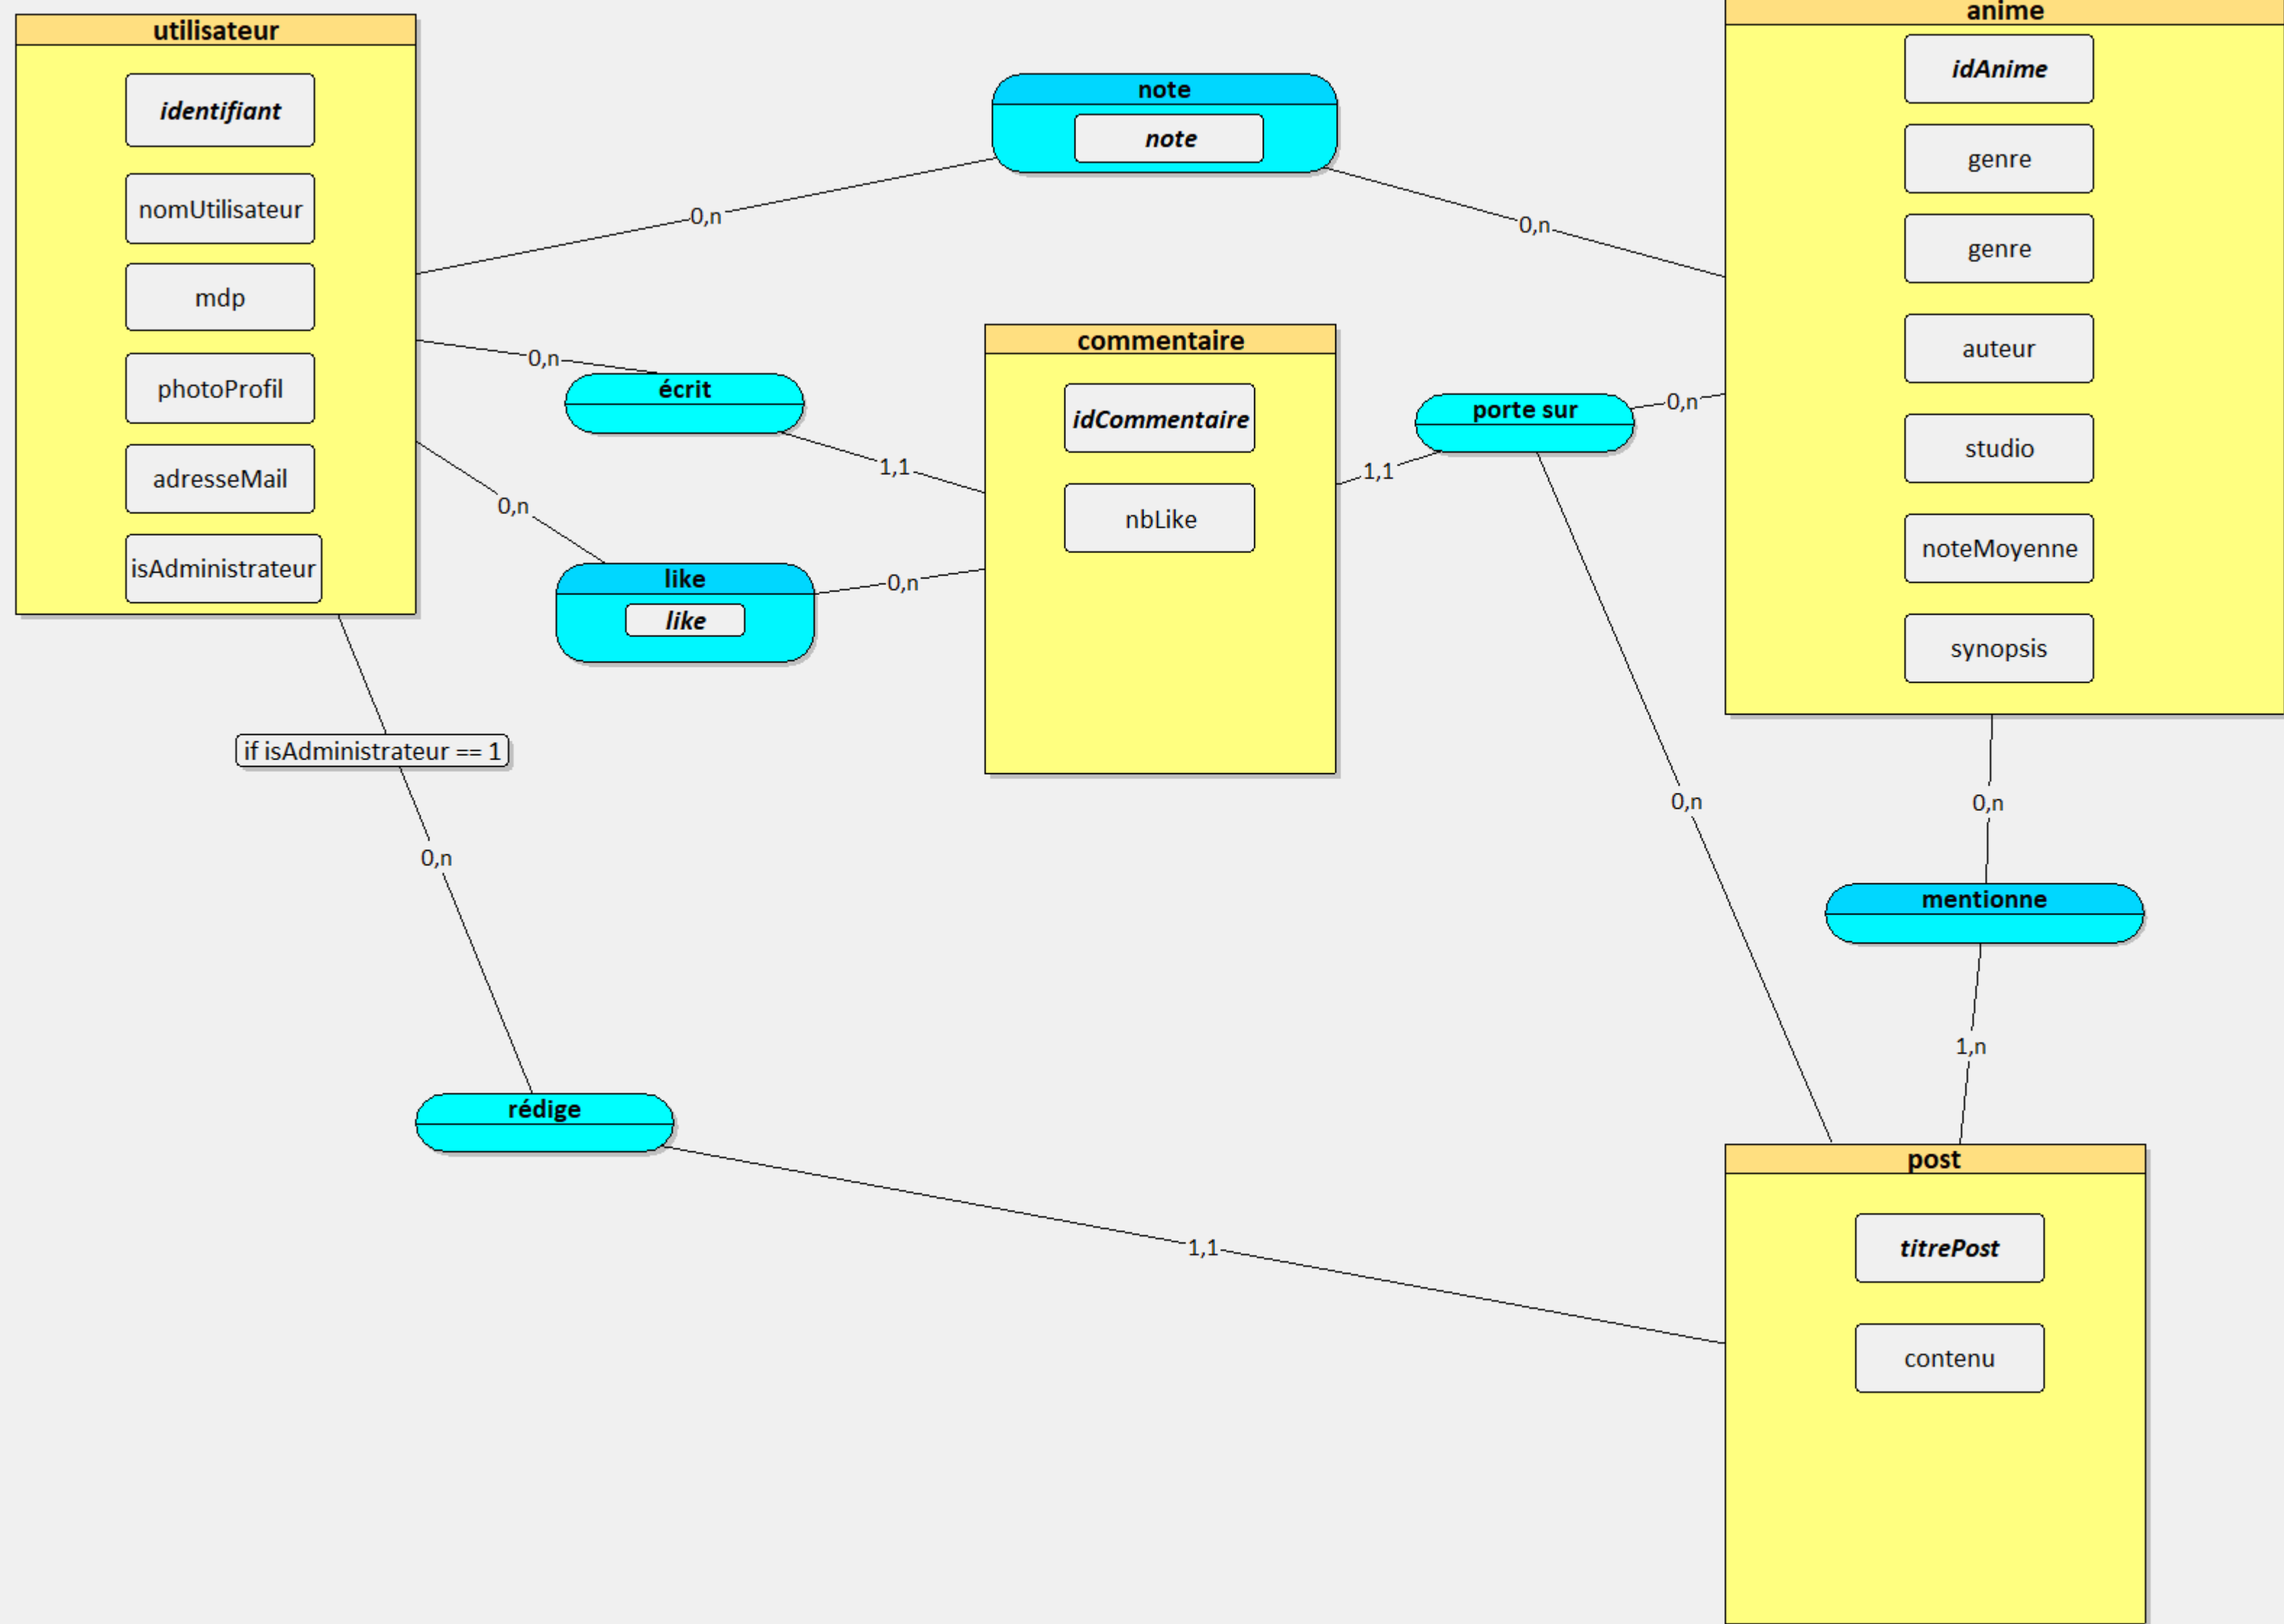 utilisateur
identifiant
nomUtilisateur
mdp
photoProfil
adresseMail
isAdministrateur
note
note
0,n
0,n
anime
idAnime
genre
genre
auteur
studio
noteMoyenne
synopsis
0,n
écrit
1,1
commentaire
idCommentaire
nbLike
porte sur
0,n
1,1
0,n
like
like
0,n
if isAdministrateur == 1
0,n
0,n
0,n
mentionne
1,n
rédige
1,1
post
titrePost
contenu